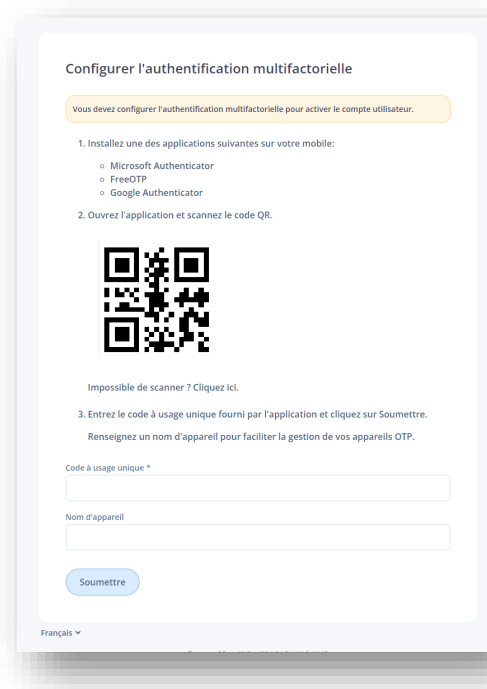 Configurer l'authentification multifactorielle
Vous devez configurer l'authentification multifactorielle pour activer le compte utilisateur.
1. Installez une des applications suivantes sur votre mobile:
Microsoft Authenticator
FreeOTP
Google Authenticator
2. Ouvrez l'application et scannez le code QR.
Impossible de scanner ? Cliquez ici.
3. Entrez le code à usage unique fourni par l'application et cliquez sur Soumettre.
Renseignez un nom d'appareil pour faciliter la gestion de vos appareils OTP.
Code à usage unique *
Nom d'appareil
Soumettre
Français